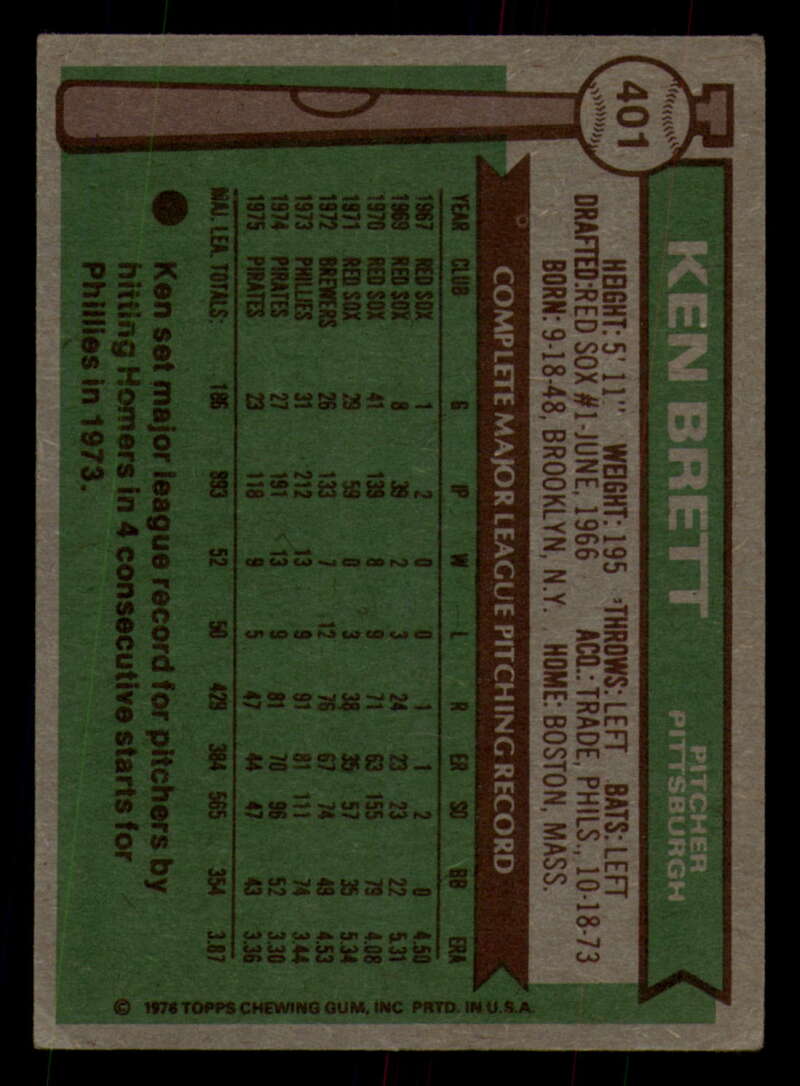 401
KEN BRETT
PITCHER
PITTSBURGH
HEIGHT: 5' 11" WEIGHT: 195 THROWS: LEFT BATS: LEFT
DRAFTED: RED SOX #1-JUNE, 1966 ACQ.: TRADE, PHILS., 10-18-73
BORN: 9-18-48, BROOKLYN, N.Y. HOME: BOSTON, MASS.
COMPLETE MAJOR LEAGUE PITCHING RECORD
YEAR CLUB G IP W L R ER SO BB ERA
1967 RED SOX 1 2 0 0 1 1 2 0 4.50
1969 RED SOX 8 39 2 3 24 23 23 22 5.31
1970 RED SOX 41 139 8 9 71 63 155 79 4.08
1971 RED SOX 29 59 0 3 38 35 57 35 5.34
1972 BREWERS 26 133 7 12 76 67 74 49 4.53
1973 PHILLIES 31 212 13 9 91 81 111 74 3.44
1974 PIRATES 27 191 13 9 81 70 96 52 3.30
1975 PIRATES 23 118 9 5 47 44 47 43 3.36
MAJ. LEA. TOTALS: 186 893 52 50 429 384 565 354 3.87
Ken set major league record for pitchers by
hitting Homers in 4 consecutive starts for
Phillies in 1973.
© 1976 TOPPS CHEWING GUM, INC PRTD. IN U.S.A.